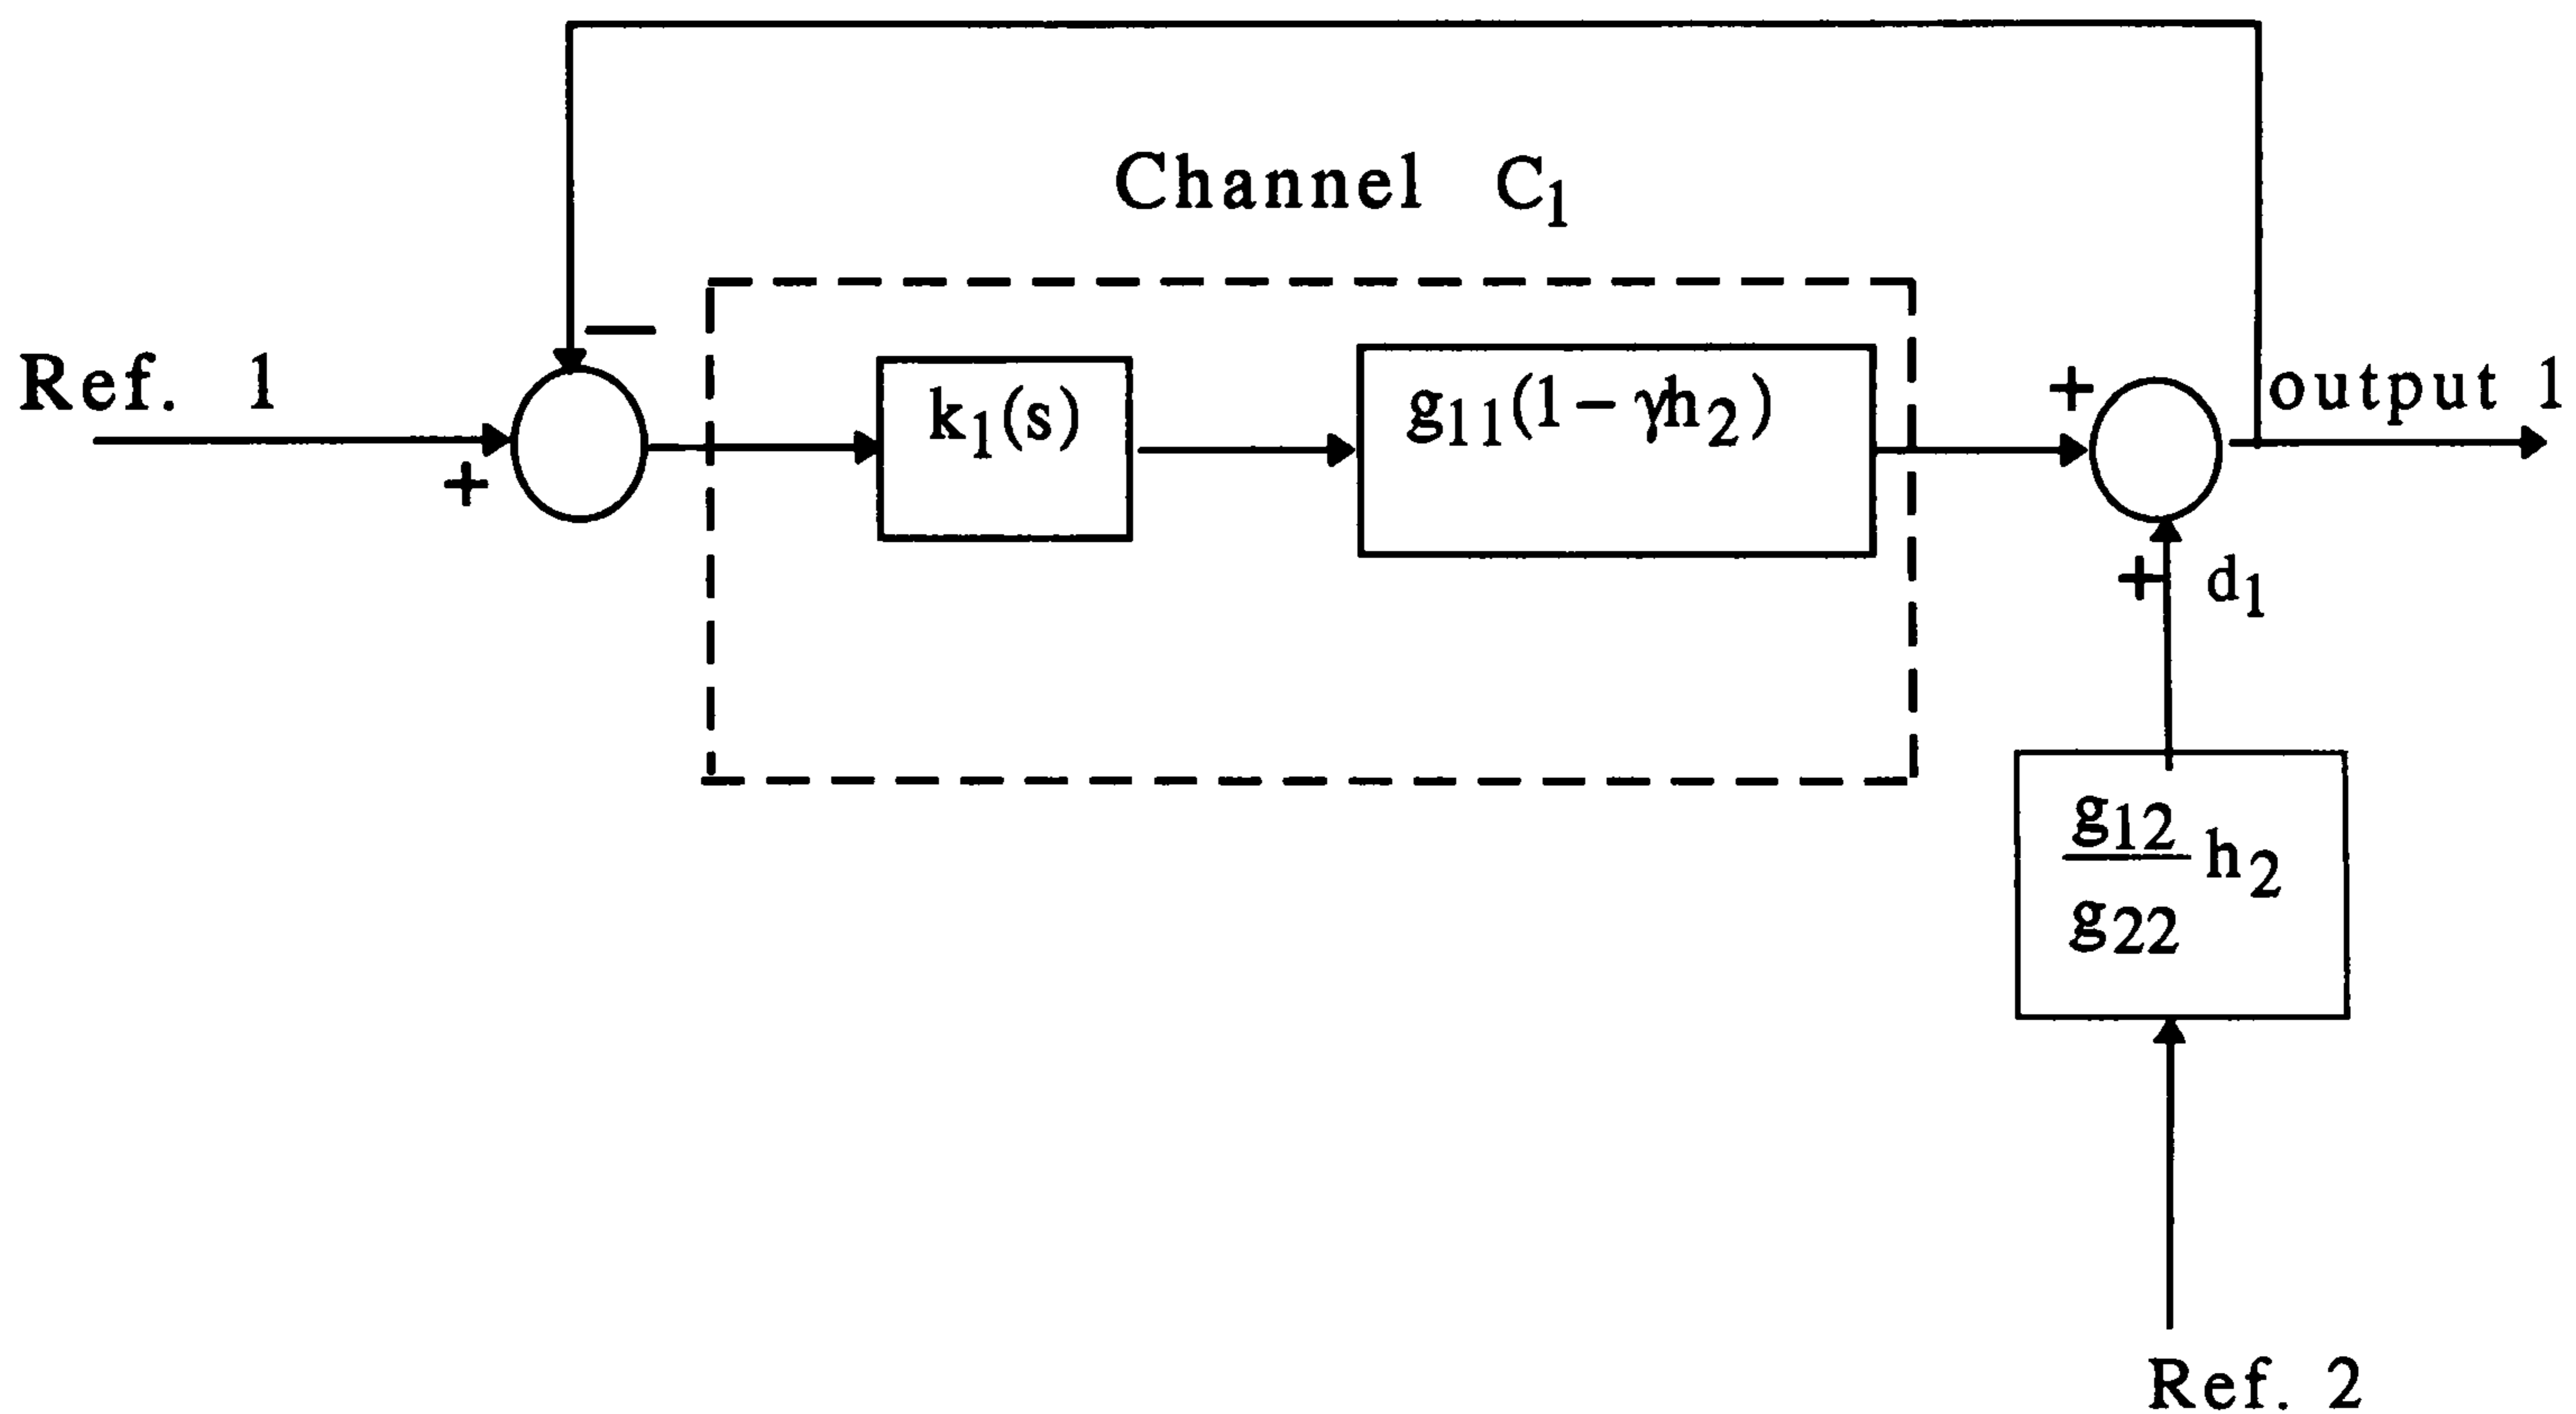 Channel C₁
−
Ref. 1
+
k₁(s)
g₁₁(1 − γh₂)
+
output 1
+
d₁
g₁₂
h₂
g₂₂
Ref. 2